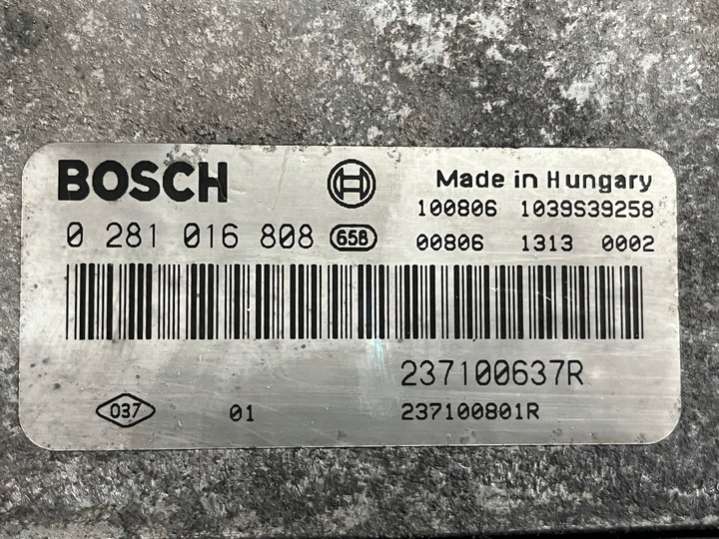 BOSCH
Made in Hungary
100806 1039S39258
0 281 016 808 658
00806 1313 0002
237100637R
037 01 237100801R